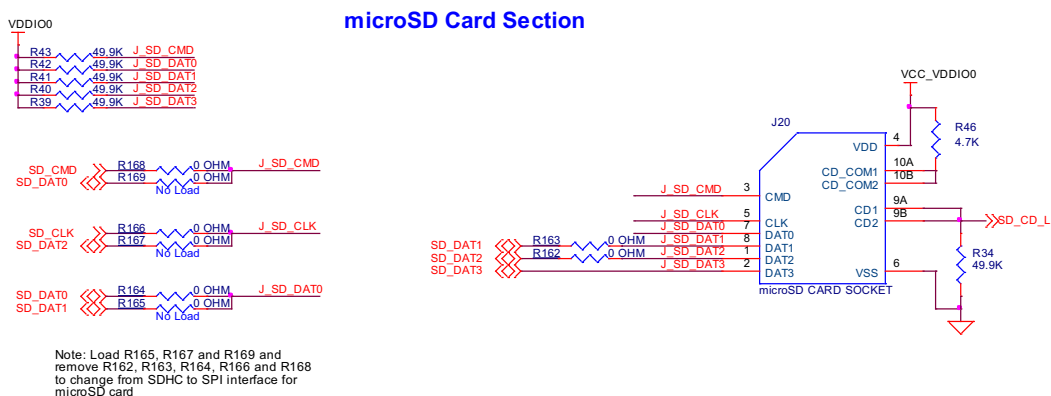 microSD Card Section
VDDIO0
R43 49.9K J_SD_CMD
R42 49.9K J_SD_DAT0
R41 49.9K J_SD_DAT1
R40 49.9K J_SD_DAT2
R39 49.9K J_SD_DAT3
SD_CMD R168 0 OHM J_SD_CMD
SD_DAT0 R169 0 OHM
No Load
SD_CLK R166 0 OHM J_SD_CLK
SD_DAT2 R167 0 OHM
No Load
SD_DAT0 R164 0 OHM J_SD_DAT0
SD_DAT1 R165 0 OHM
No Load
Note: Load R165, R167 and R169 and
remove R162, R163, R164, R166 and R168
to change from SDHC to SPI interface for
microSD card
VCC_VDDIO0
J20
R46
4.7K
4 VDD
10A CD_COM1
10B CD_COM2
J_SD_CMD 3 CMD
9A CD1
9B CD2 SD_CD_L
J_SD_CLK 5 CLK
J_SD_DAT0 7 DAT0
SD_DAT1 R163 0 OHM J_SD_DAT1 8 DAT1
SD_DAT2 R162 0 OHM J_SD_DAT2 1 DAT2
SD_DAT3 J_SD_DAT3 2 DAT3
R34
49.9K
6 VSS
microSD CARD SOCKET